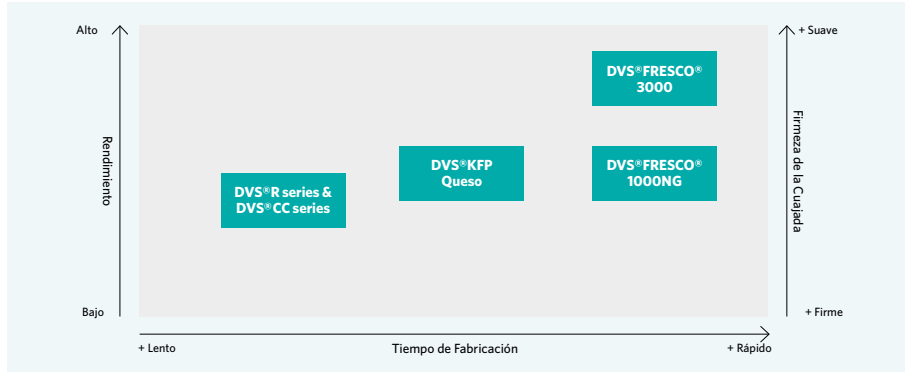 Alto
+ Suave
DVS®FRESCO®
3000
Rendimiento
Firmeza de la Cuajada
DVS®KFP
Queso
DVS®FRESCO®
1000NG
DVS®R series &
DVS®CC series
Bajo
+ Firme
+ Lento
Tiempo de Fabricación
+ Rápido